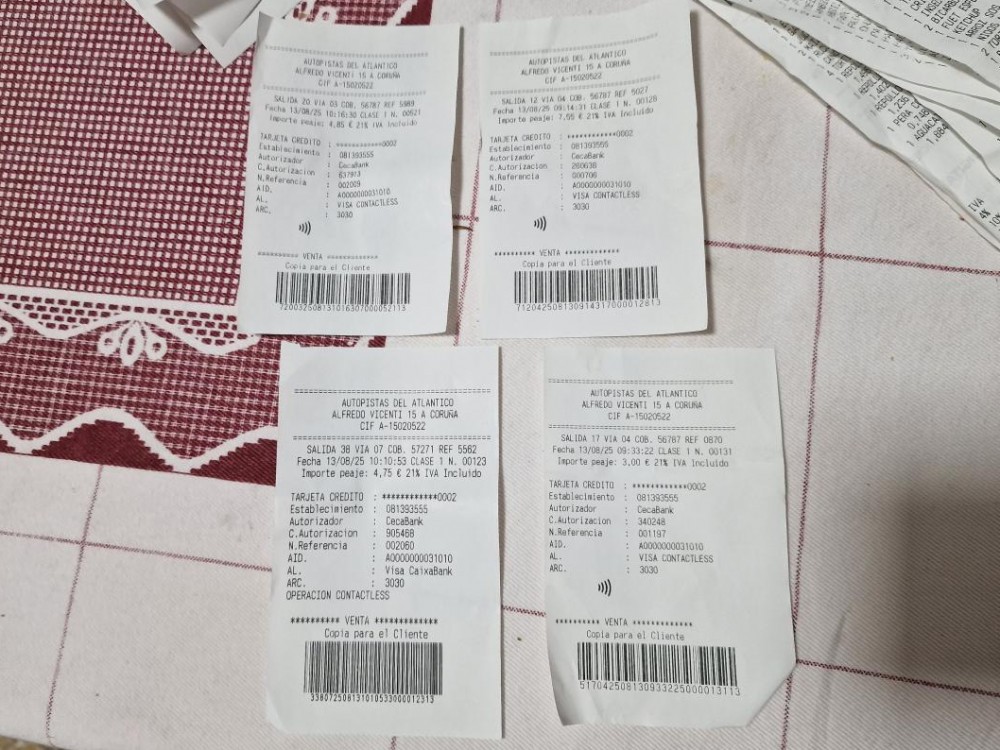 AUTOPISTAS DEL ATLANTICO
ALFREDO VICENTI 15 A CORUÑA
CIF A-15020522
SALIDA 20 VIA 03 COB. 56787 REF 5989
Fecha 13/08/25 10:16:30 CLASE 1 N. 00521
Importe peaje: 4,85 € 21% IVA Incluido
TARJETA CREDITO : ************0002
Establecimiento : 081393555
Autorizador : CecaBank
C.Autorizacion : 637913
N.Referencia : 002009
AID. : A0000000031010
AL. : VISA CONTACTLESS
ARC. : 3030
********** VENTA *************
Copia para el Cliente
AUTOPISTAS DEL ATLANTICO
ALFREDO VICENTI 15 A CORUÑA
CIF A-15020522
SALIDA 12 VIA 04 COB. 56787 REF 5027
Fecha 13/08/25 09:14:31 CLASE 1 N. 00128
Importe peaje: 7,55 € 21% IVA Incluido
TARJETA CREDITO : ************0002
Establecimiento : 081393555
Autorizador : CecaBank
C.Autorizacion : 200638
N.Referencia : 000706
AID. : A0000000031010
AL. : VISA CONTACTLESS
ARC. : 3030
********** VENTA *************
Copia para el Cliente
712042508130914317000012813
AUTOPISTAS DEL ATLANTICO
ALFREDO VICENTI 15 A CORUÑA
CIF A-15020522
SALIDA 38 VIA 07 COB. 57271 REF 5562
Fecha 13/08/25 10:10:53 CLASE 1 N. 00123
Importe peaje: 4,75 € 21% IVA Incluido
TARJETA CREDITO : ************0002
Establecimiento : 081393555
Autorizador : CecaBank
C.Autorizacion : 905468
N.Referencia : 002060
AID. : A0000000031010
AL. : Visa CaixaBank
ARC. : 3030
OPERACION CONTACTLESS
********** VENTA *************
Copia para el Cliente
338072508131010533000012313
AUTOPISTAS DEL ATLANTICO
ALFREDO VICENTI 15 A CORUÑA
CIF A-15020522
SALIDA 17 VIA 04 COB. 56787 REF 0870
Fecha 13/08/25 09:33:22 CLASE 1 N. 00131
Importe peaje: 3,00 € 21% IVA Incluido
TARJETA CREDITO : ************0002
Establecimiento : 081393555
Autorizador : CecaBank
C.Autorizacion : 340248
N.Referencia : 001197
AID. : A0000000031010
AL. : VISA CONTACTLESS
ARC. : 3030
********** VENTA *************
Copia para el Cliente
517042508130933225000013113
KETCHUP
1 PERA
1 AGUACA
IVA